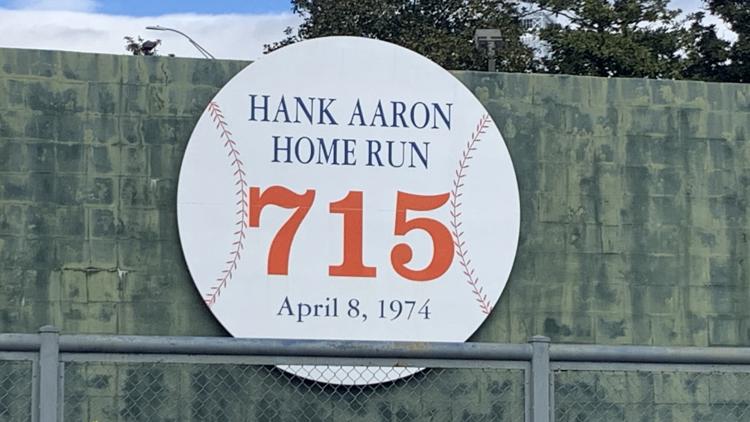 HANK AARON
HOME RUN
715
April 8, 1974